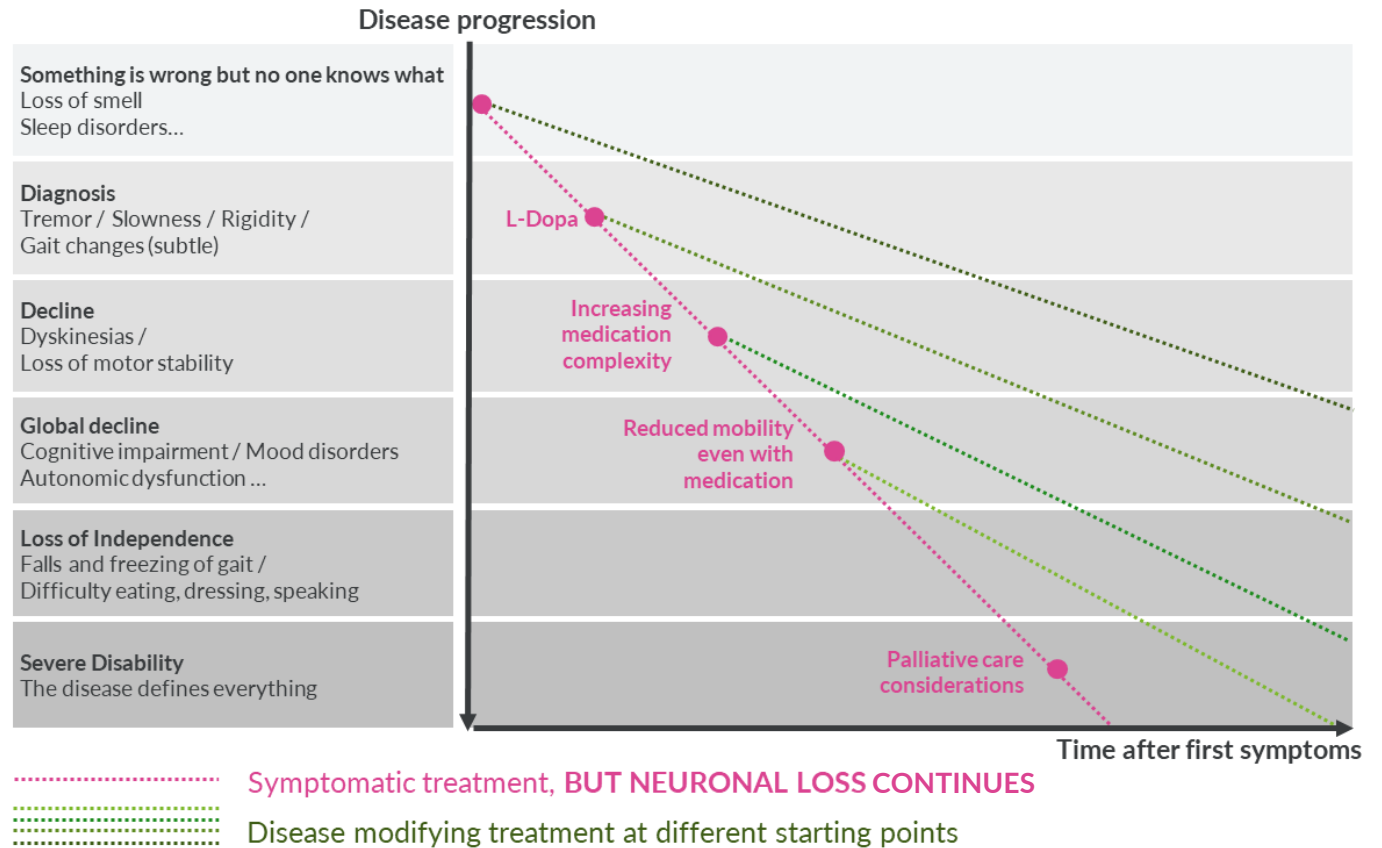 Disease progression
Something is wrong but no one knows what
Loss of smell
Sleep disorders...
Diagnosis
Tremor / Slowness / Rigidity /
Gait changes (subtle)
L-Dopa
Decline
Dyskinesias /
Loss of motor stability
Increasing
medication
complexity
Global decline
Cognitive impairment / Mood disorders
Autonomic dysfunction ...
Reduced mobility
even with
medication
Loss of Independence
Falls and freezing of gait /
Difficulty eating, dressing, speaking
Severe Disability
The disease defines everything
Palliative care
considerations
Time after first symptoms
Symptomatic treatment, BUT NEURONAL LOSS CONTINUES
Disease modifying treatment at different starting points